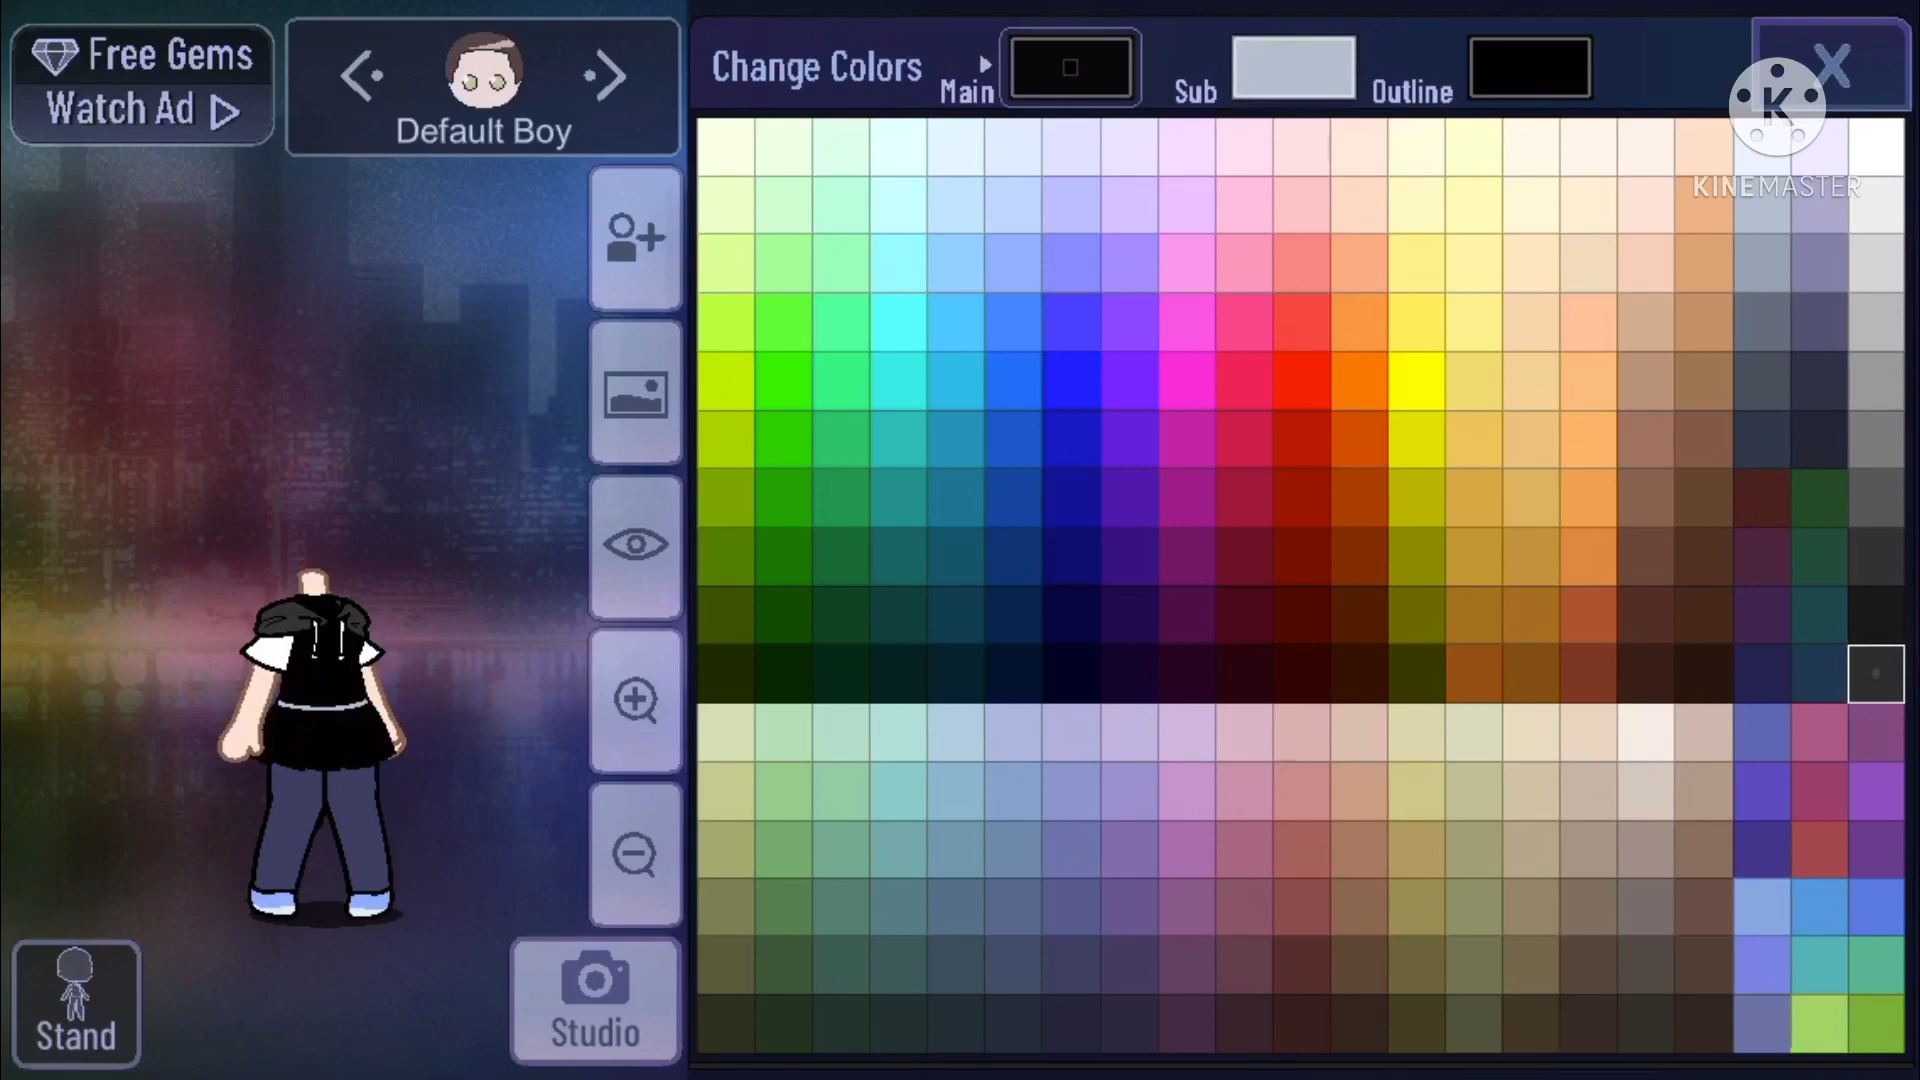 Free Gems
Watch Ad
Default Boy
Change Colors
Main
Sub
Outline
X
K
KINEMASTER
Stand
Studio